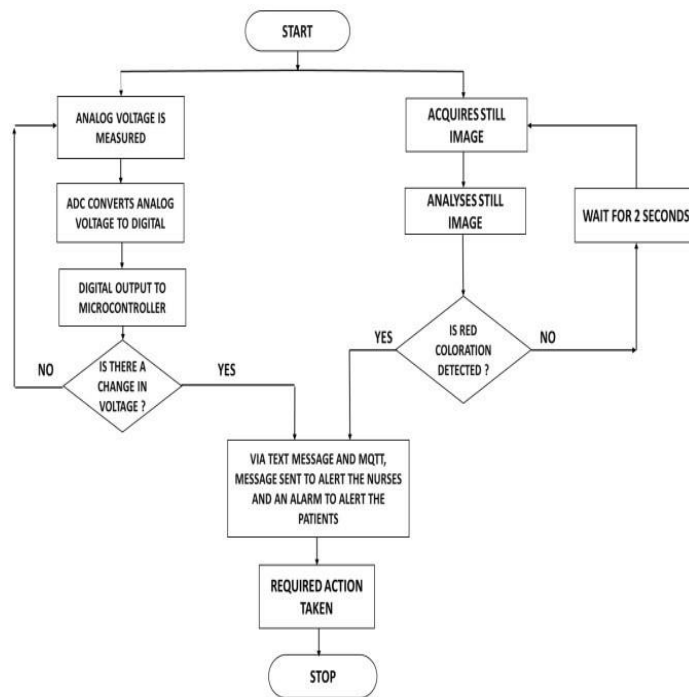 START
ANALOG VOLTAGE IS
MEASURED
ADC CONVERTS ANALOG
VOLTAGE TO DIGITAL
DIGITAL OUTPUT TO
MICROCONTROLLER
NO
IS THERE A
CHANGE IN
VOLTAGE ?
YES
ACQUIRES STILL
IMAGE
ANALYSES STILL
IMAGE
WAIT FOR 2 SECONDS
YES
IS RED
COLORATION
DETECTED ?
NO
VIA TEXT MESSAGE AND MQTT,
MESSAGE SENT TO ALERT THE NURSES
AND AN ALARM TO ALERT THE
PATIENTS
REQUIRED ACTION
TAKEN
STOP